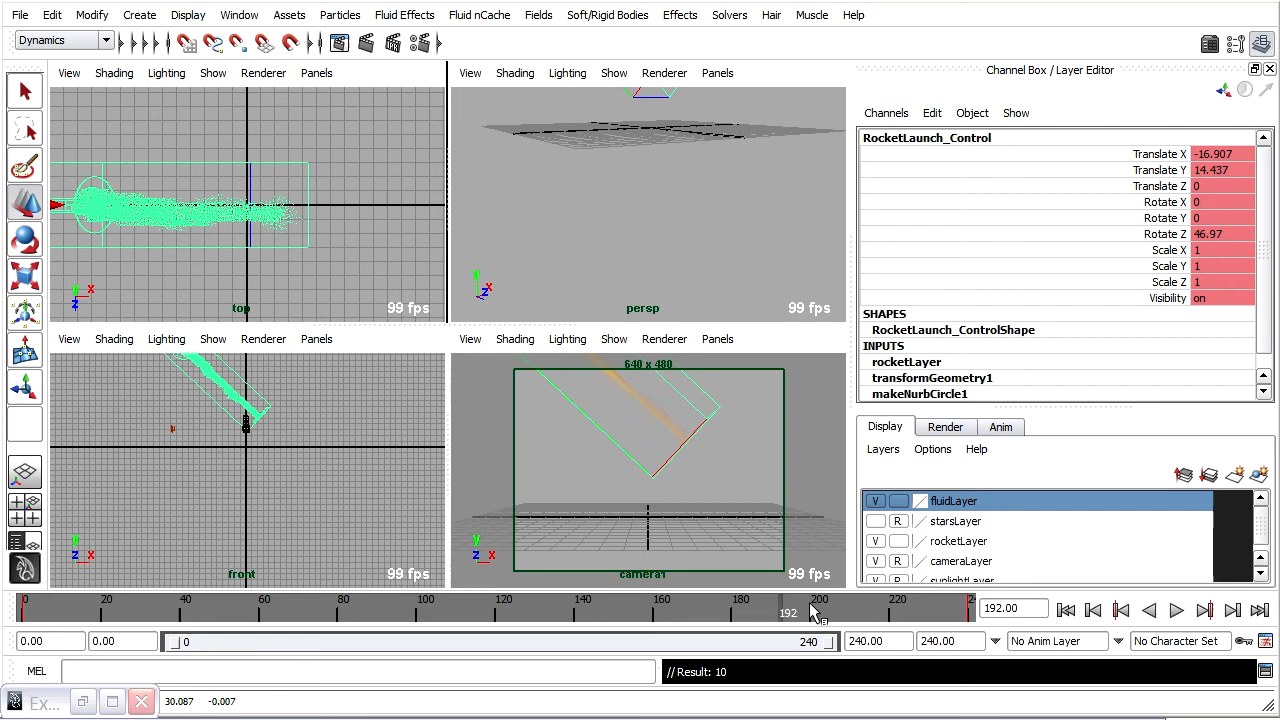 File Edit Modify Create Display Window Assets Particles Fluid Effects Fluid nCache Fields Soft/Rigid Bodies Effects Solvers Hair Muscle Help
Dynamics
Channel Box / Layer Editor
View Shading Lighting Show Renderer Panels
View Shading Lighting Show Renderer Panels
Channels Edit Object Show
RocketLaunch_Control
Translate X -16.907
Translate Y 14.437
Translate Z 0
Rotate X 0
Rotate Y 0
Rotate Z 46.97
Scale X 1
Scale Y 1
Scale Z 1
Visibility on
SHAPES
RocketLaunch_ControlShape
INPUTS
rocketLayer
transformGeometry1
makeNurbCircle1
y x z
top
99 fps
y x z
persp
99 fps
View Shading Lighting Show Renderer Panels
View Shading Lighting Show Renderer Panels
640 x 480
y z x
front
99 fps
y z x
camera1
99 fps
Display Render Anim
Layers Options Help
V fluidLayer
R starsLayer
V rocketLayer
V R cameraLayer
V R sunlightLayer
0 20 40 60 80 100 120 140 160 180 192 200 220 192.00
0.00 0.00 0 240 240.00 240.00 No Anim Layer No Character Set
MEL // Result: 10
Ex... 30.087 -0.007